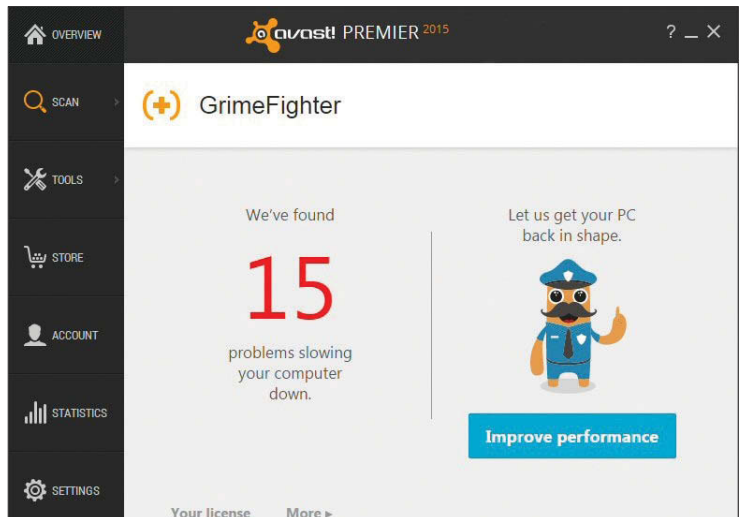 OVERVIEW
avast! PREMIER 2015
? _ ×
SCAN
TOOLS
STORE
ACCOUNT
STATISTICS
SETTINGS
GrimeFighter
We've found
15
problems slowing
your computer
down.
Let us get your PC
back in shape.
Improve performance
Your license
More ▸